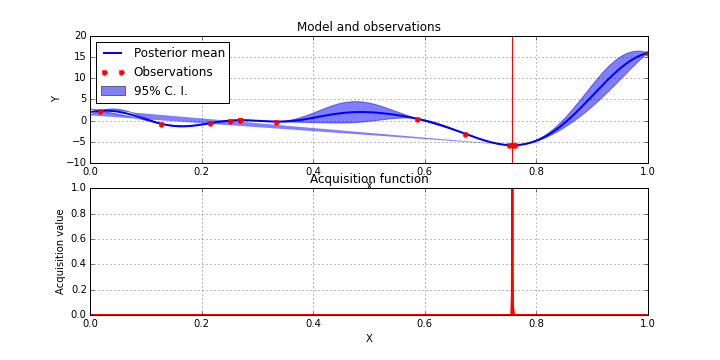 Model and observations
20
15
10
5
0
−5
−10
Y
Posterior mean
Observations
95% C. I.
0.0 0.2 0.4 0.6 0.8 1.0
X
Acquisition function
1.0
0.8
0.6
0.4
0.2
0.0
Acquisition value
0.0 0.2 0.4 0.6 0.8 1.0
X